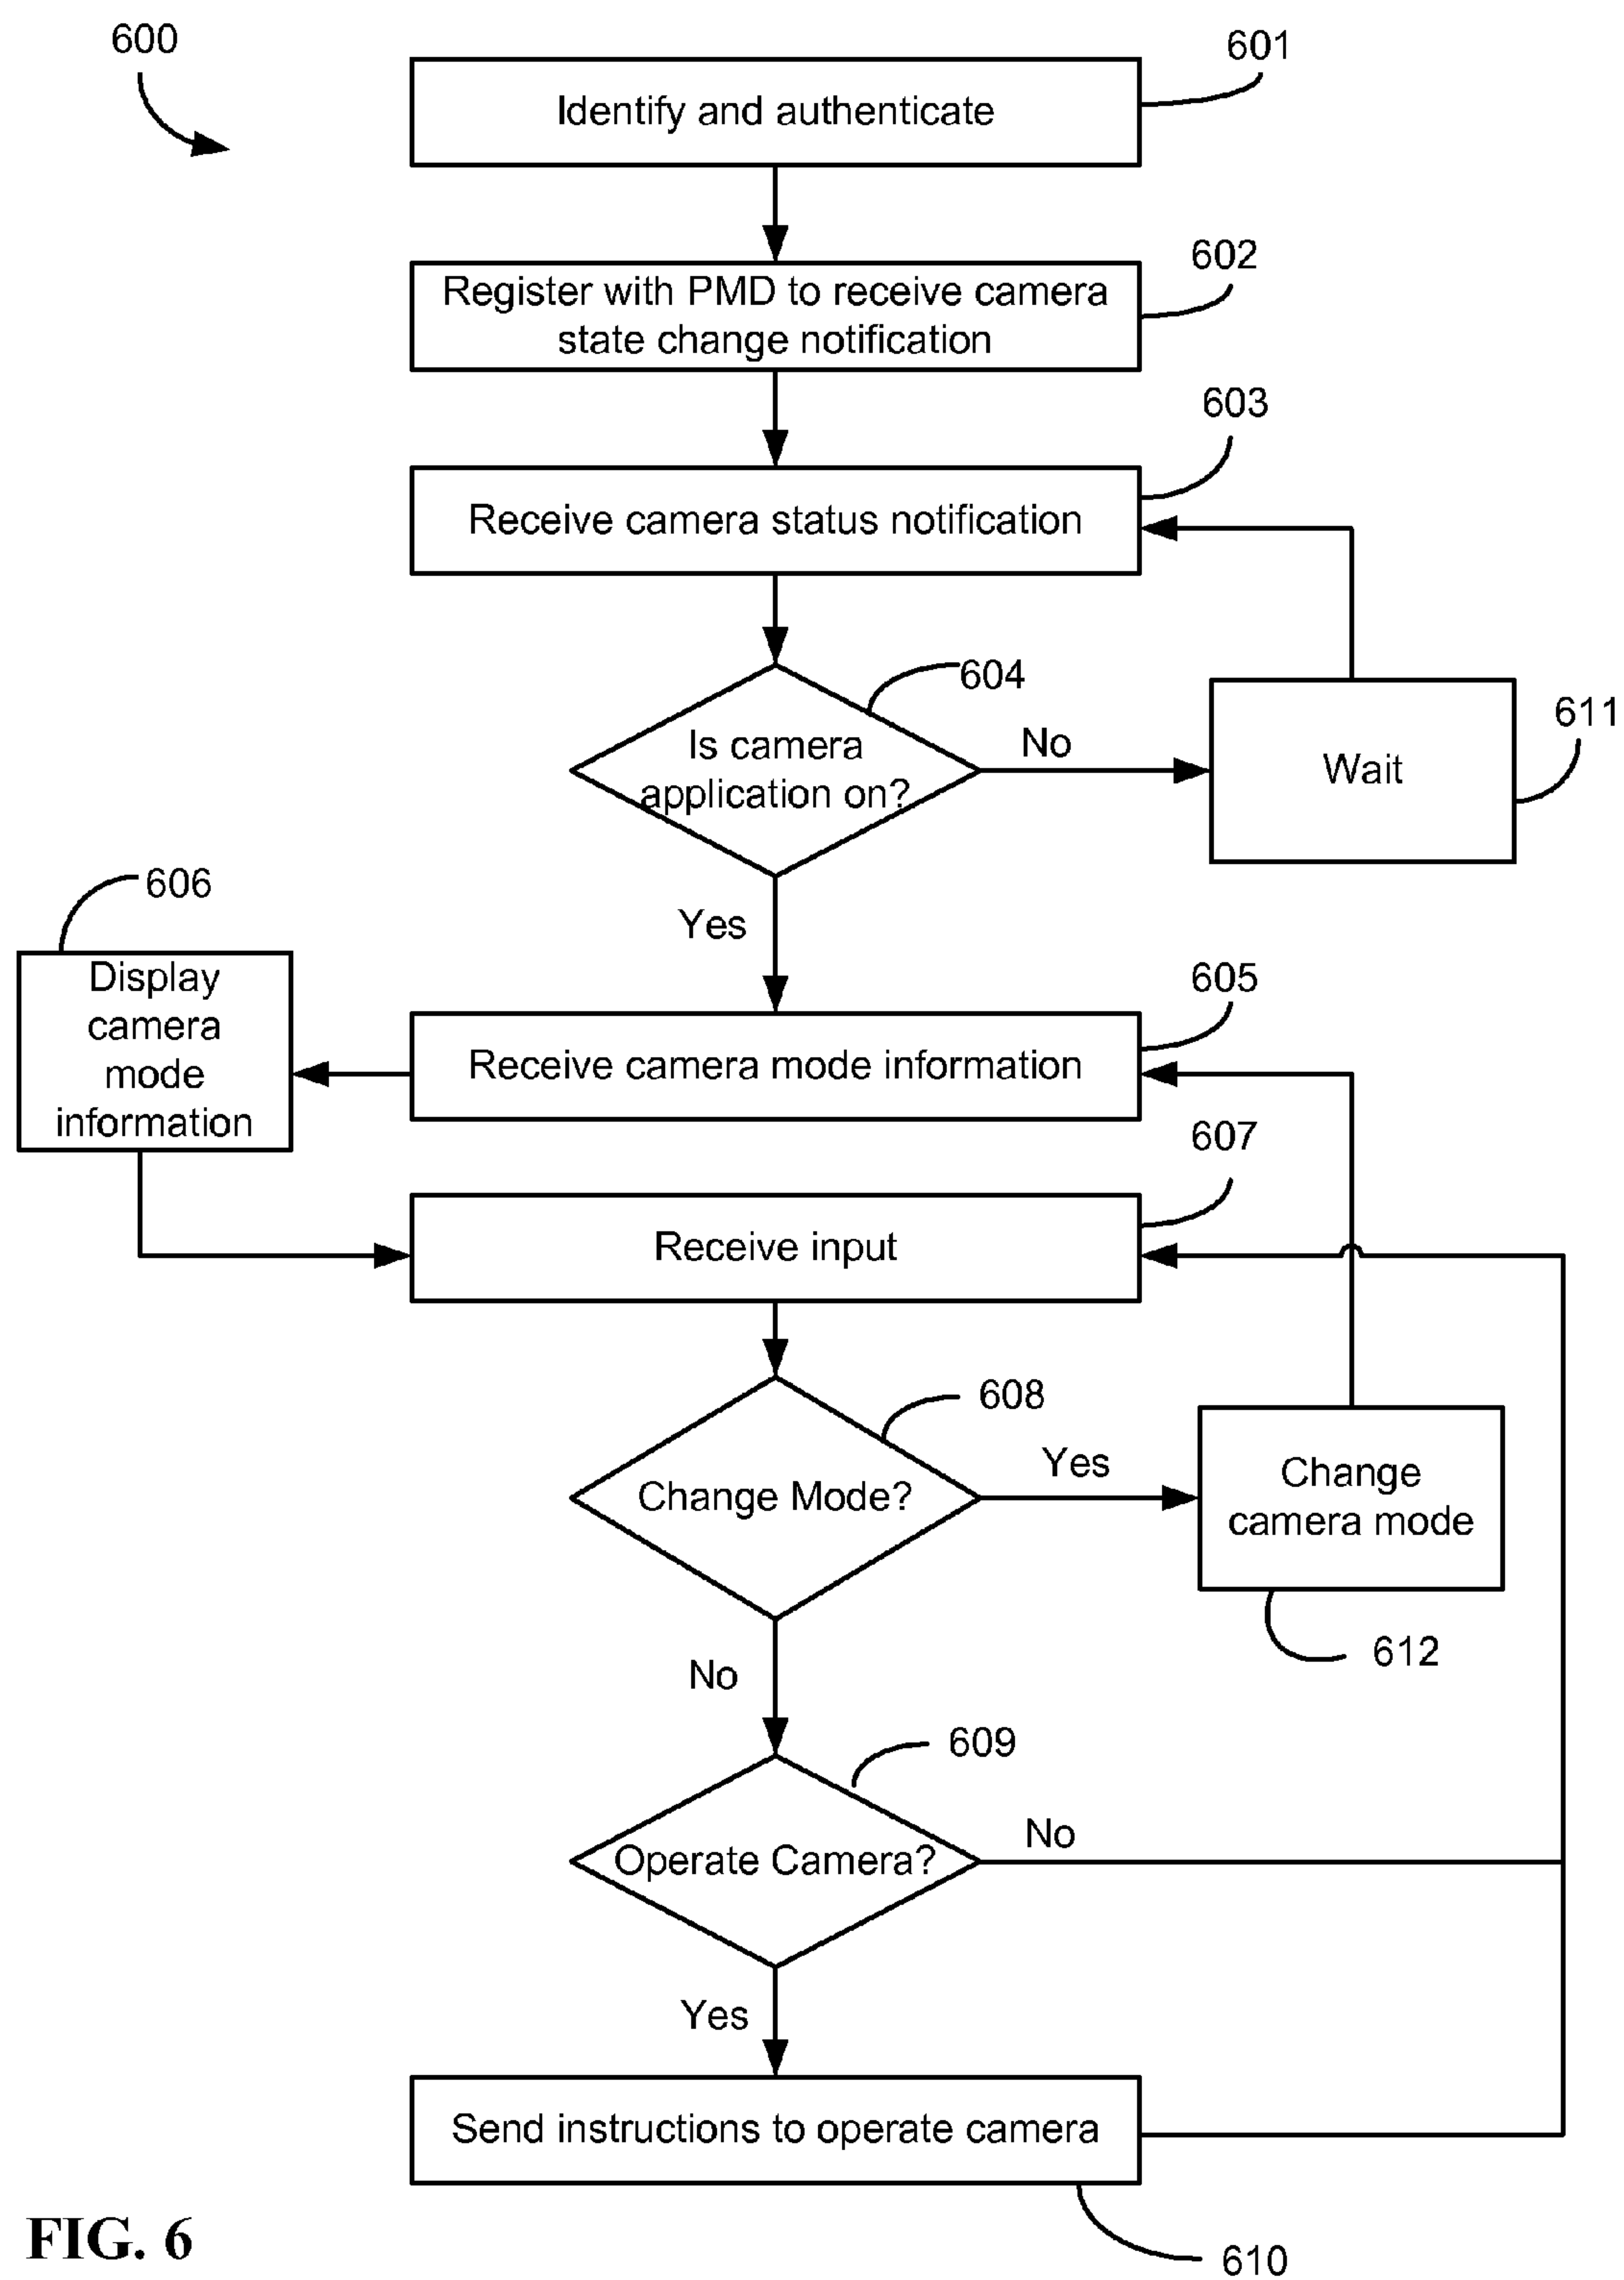 600
601
Identify and authenticate
602
Register with PMD to receive camera
state change notification
603
Receive camera status notification
604
Is camera
application on?
No
611
Wait
Yes
606
Display
camera
mode
information
605
Receive camera mode information
607
Receive input
608
Change Mode?
Yes
Change
camera mode
612
No
609
Operate Camera?
No
Yes
Send instructions to operate camera
610
FIG. 6